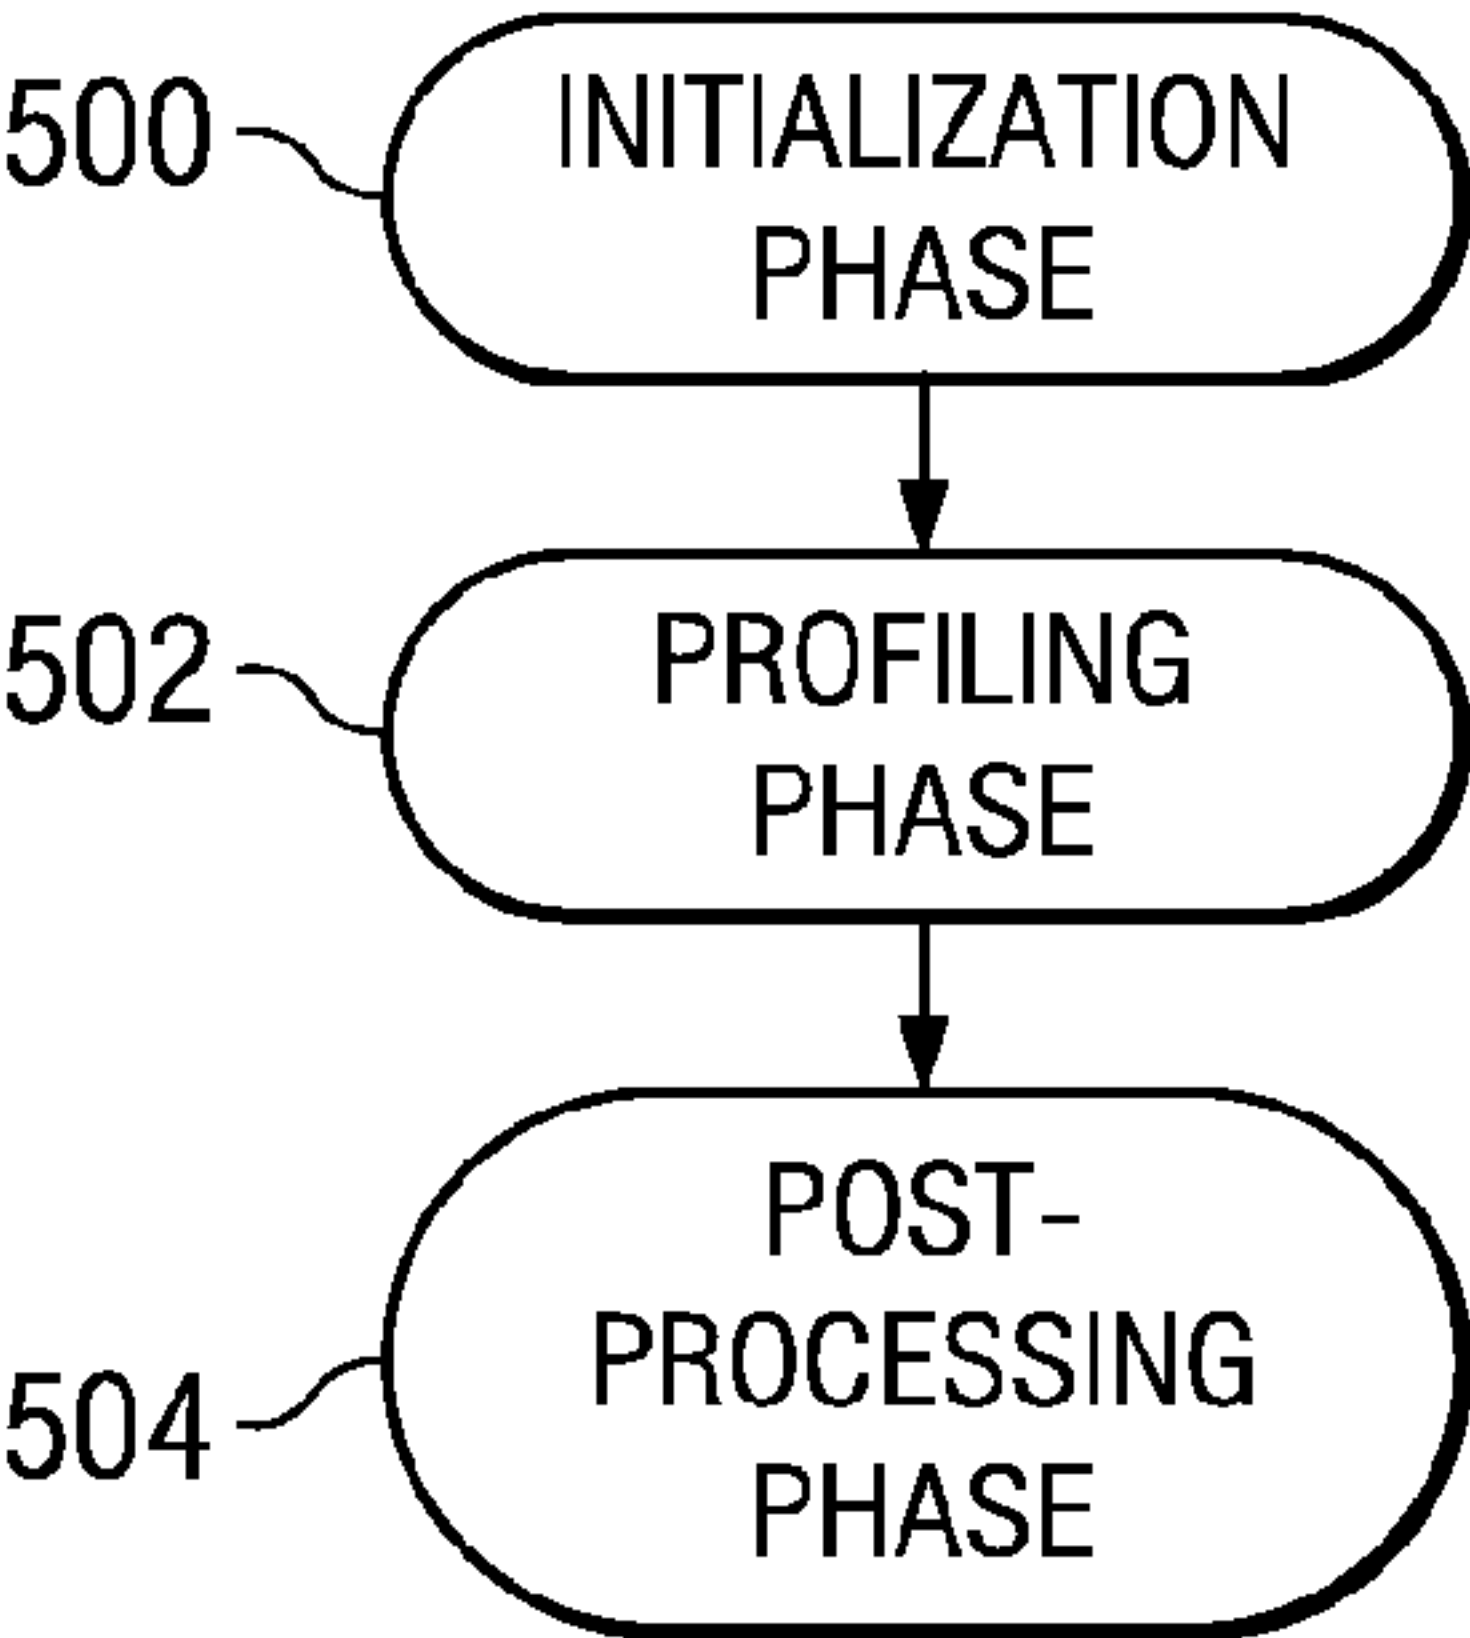 500
INITIALIZATION
PHASE
502
PROFILING
PHASE
POST-
PROCESSING
504
PHASE